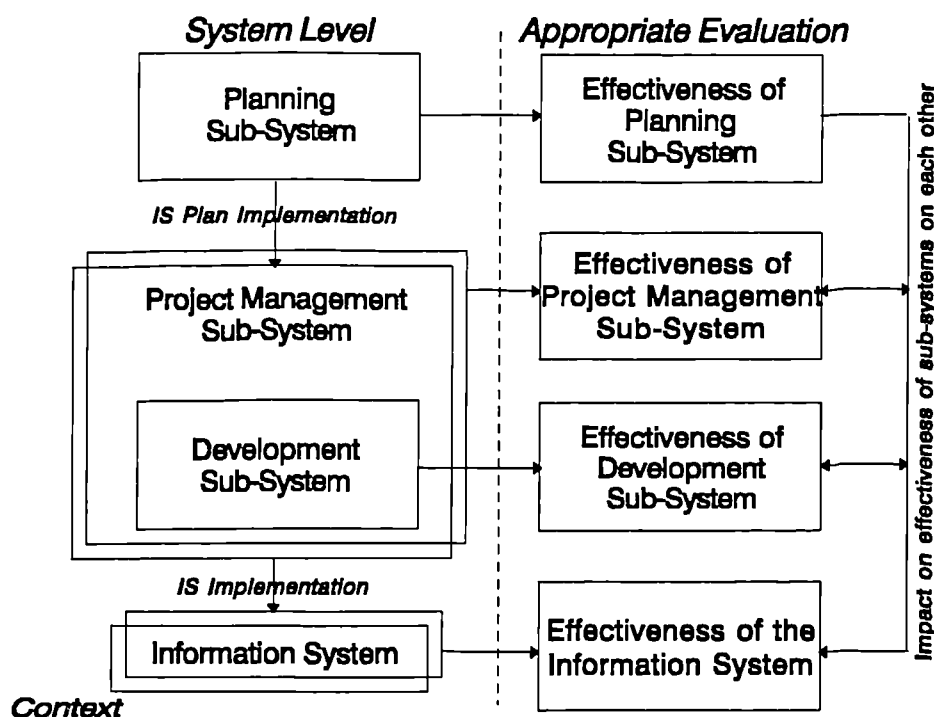 System Level
Appropriate Evaluation
Planning
Sub-System
Effectiveness of
Planning
Sub-System
IS Plan Implementation
Project Management
Sub-System
Effectiveness of
Project Management
Sub-System
Development
Sub-System
Effectiveness of
Development
Sub-System
IS Implementation
Information System
Effectiveness of the
Information System
Context
Impact on effectiveness of sub-systems on each other